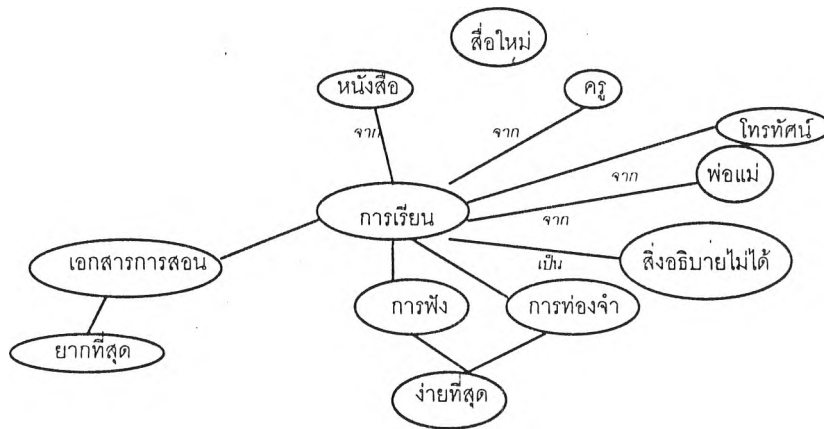 สื่อใหม่
หนังสือ
ครู
จาก
จาก
โทรทัศน์
จาก
พ่อแม่
การเรียน
จาก
เอกสารการสอน
เป็น
สิ่งอธิบายไม่ได้
การฟัง
การท่องจำ
ยากที่สุด
ง่ายที่สุด